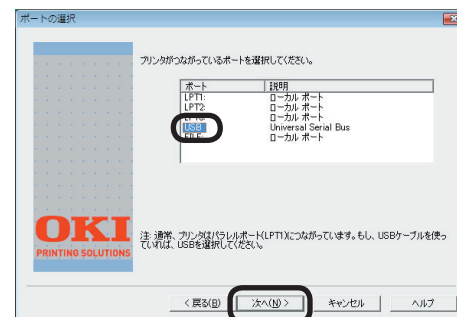 ポートの選択
プリンタがつながっているポートを選択してください。
ポート 説明
LPT1: ローカル ポート
LPT2: ローカル ポート
LPT3: ローカル ポート
USB Universal Serial Bus
FILE: ローカル ポート
OKI
PRINTING SOLUTIONS
注: 通常、プリンタはパラレルポート(LPT1)につながっています。もし、USBケーブルを使っ
ていれば、USBを選択してください。
< 戻る(B) 次へ(N) > キャンセル ヘルプ